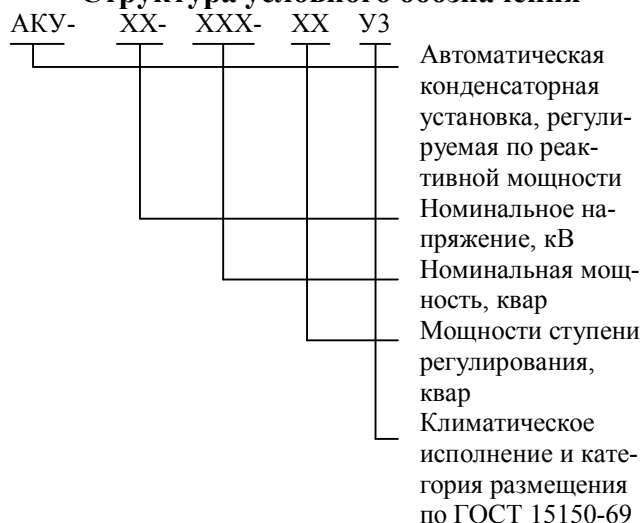 Структура условного обозначения
АКУ- ХХ- ХХХ- ХХ У3
Автоматическая
конденсаторная
установка, регули-
руемая по реак-
тивной мощности
Номинальное на-
пряжение, кВ
Номинальная мощ-
ность, квар
Мощности ступени
регулирования,
квар
Климатическое
исполнение и кате-
гория размещения
по ГОСТ 15150-69